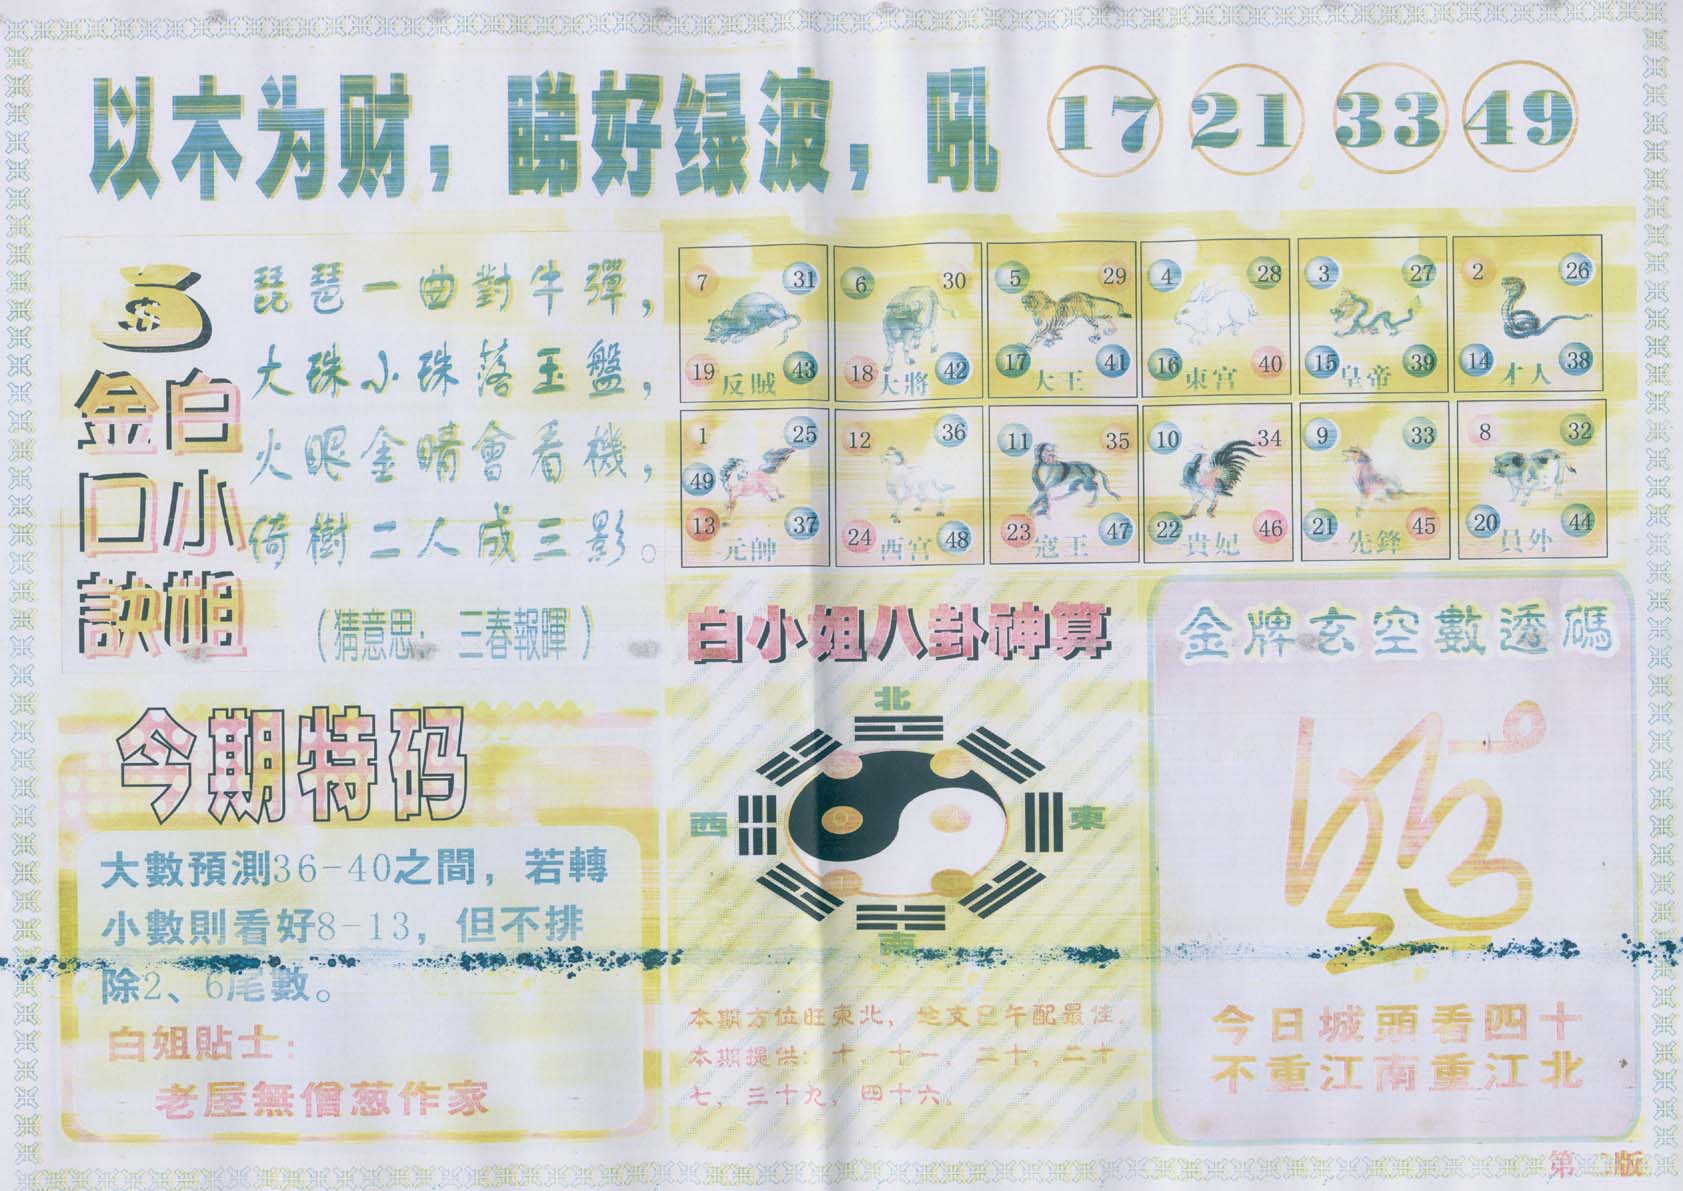 以木为财，睇好绿波，吼 17 21 33 49
$
白小姐
金口訣
琵琶一曲對牛彈，
大珠小珠落玉盤，
火眼金睛會看機，
倚樹二人成三影。
（猜意思：三春報暉）
7 31 19 43 反賊
6 30 18 42 大將
5 29 17 41 大王
4 28 16 40 東宫
3 27 15 39 皇帝
2 26 14 38 才人
1 25 49 13 37 元帥
12 36 24 48 西宫
11 35 23 47 寇王
10 34 22 46 貴妃
9 33 21 45 先鋒
8 32 20 44 員外
今期特码
大數預測36-40之間，若轉
小數則看好8-13，但不排
除2、6尾數。
白姐貼士：
老屋無僧葱作家
白小姐八卦神算
北
西
東
南
本期方位旺東北，地支巳午配最佳。
本期提供：十、十一、二十、二十
七、三十九、四十六。
金牌玄空數透碼
今日城頭看四十
不重江南重江北
第二版